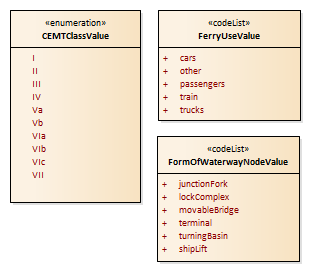 «enumeration»
CEMTClassValue
I
II
III
IV
Va
Vb
VIa
VIb
VIc
VII
«codeList»
FerryUseValue
+ cars
+ other
+ passengers
+ train
+ trucks
«codeList»
FormOfWaterwayNodeValue
+ junctionFork
+ lockComplex
+ movableBridge
+ terminal
+ turningBasin
+ shipLift